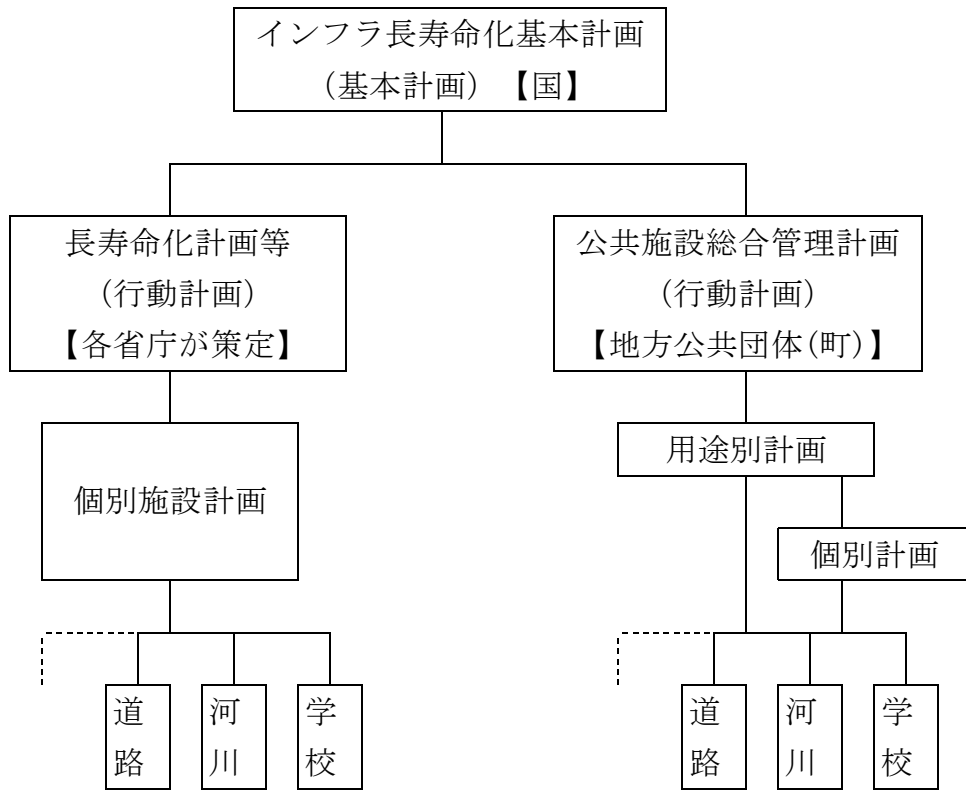 インフラ長寿命化基本計画
(基本計画)【国】
長寿命化計画等
(行動計画)
【各省庁が策定】
公共施設総合管理計画
(行動計画)
【地方公共団体(町)】
個別施設計画
用途別計画
個別計画
道路
河川
学校
道路
河川
学校